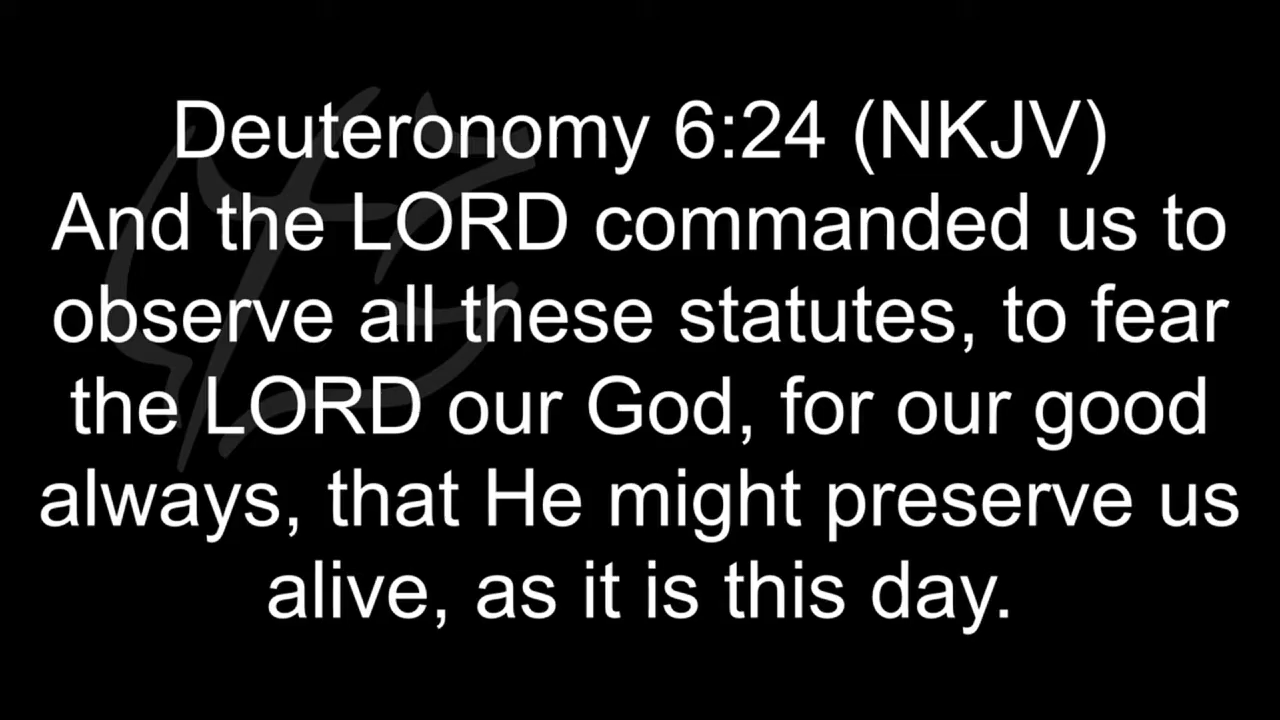 Deuteronomy 6:24 (NKJV)
And the LORD commanded us to
observe all these statutes, to fear
the LORD our God, for our good
always, that He might preserve us
alive, as it is this day.